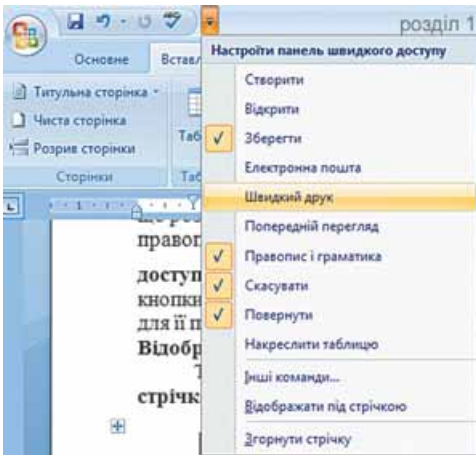 розділ 1
Основне Встав
Настроїти панель швидкого доступу
Титульна сторінка
Чиста сторінка
Розрив сторінки
Сторінки
Таб
Таб
Створити
Відкрити
Зберегти
Електронна пошта
Швидкий друк
Попередній перегляд
Правопис і граматика
Скасувати
Повернути
Накреслити таблицю
Інші команди...
Відображати під стрічкою
Згорнути стрічку
правоп
доступ
кнопки
для її п
Відобр
Т
стрічк